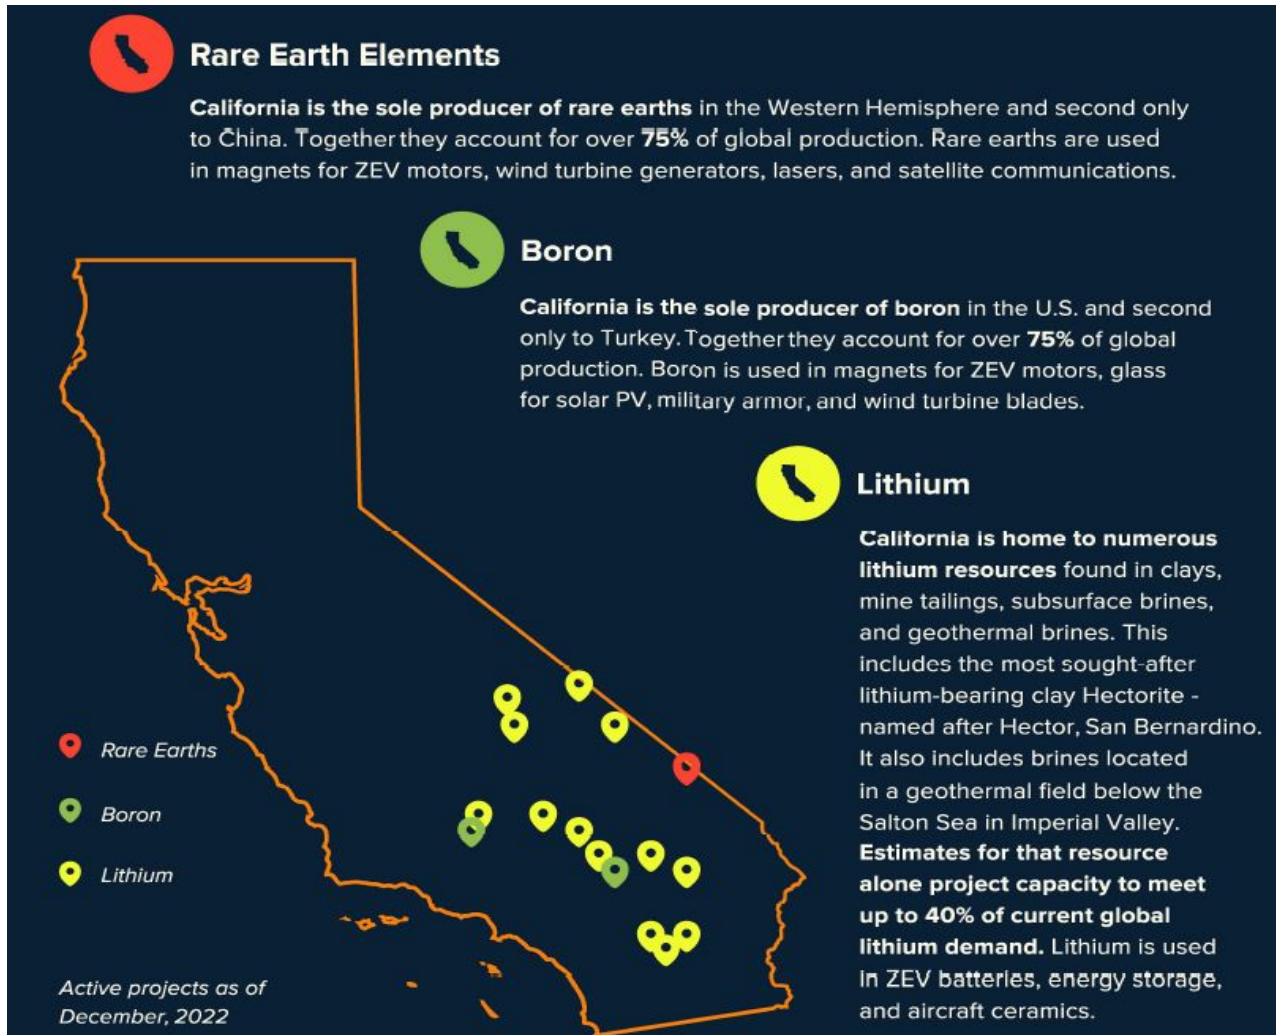 Rare Earth Elements
California is the sole producer of rare earths in the Western Hemisphere and second only
to China. Together they account for over 75% of global production. Rare earths are used
in magnets for ZEV motors, wind turbine generators, lasers, and satellite communications.
Boron
California is the sole producer of boron in the U.S. and second
only to Turkey. Together they account for over 75% of global
production. Boron is used in magnets for ZEV motors, glass
for solar PV, military armor, and wind turbine blades.
Lithium
California is home to numerous
lithium resources found in clays,
mine tailings, subsurface brines,
and geothermal brines. This
includes the most sought-after
lithium-bearing clay Hectorite -
named after Hector, San Bernardino.
It also includes brines located
in a geothermal field below the
Salton Sea in Imperial Valley.
Estimates for that resource
alone project capacity to meet
up to 40% of current global
lithium demand. Lithium is used
in ZEV batteries, energy storage,
and aircraft ceramics.
Rare Earths
Boron
Lithium
Active projects as of
December, 2022